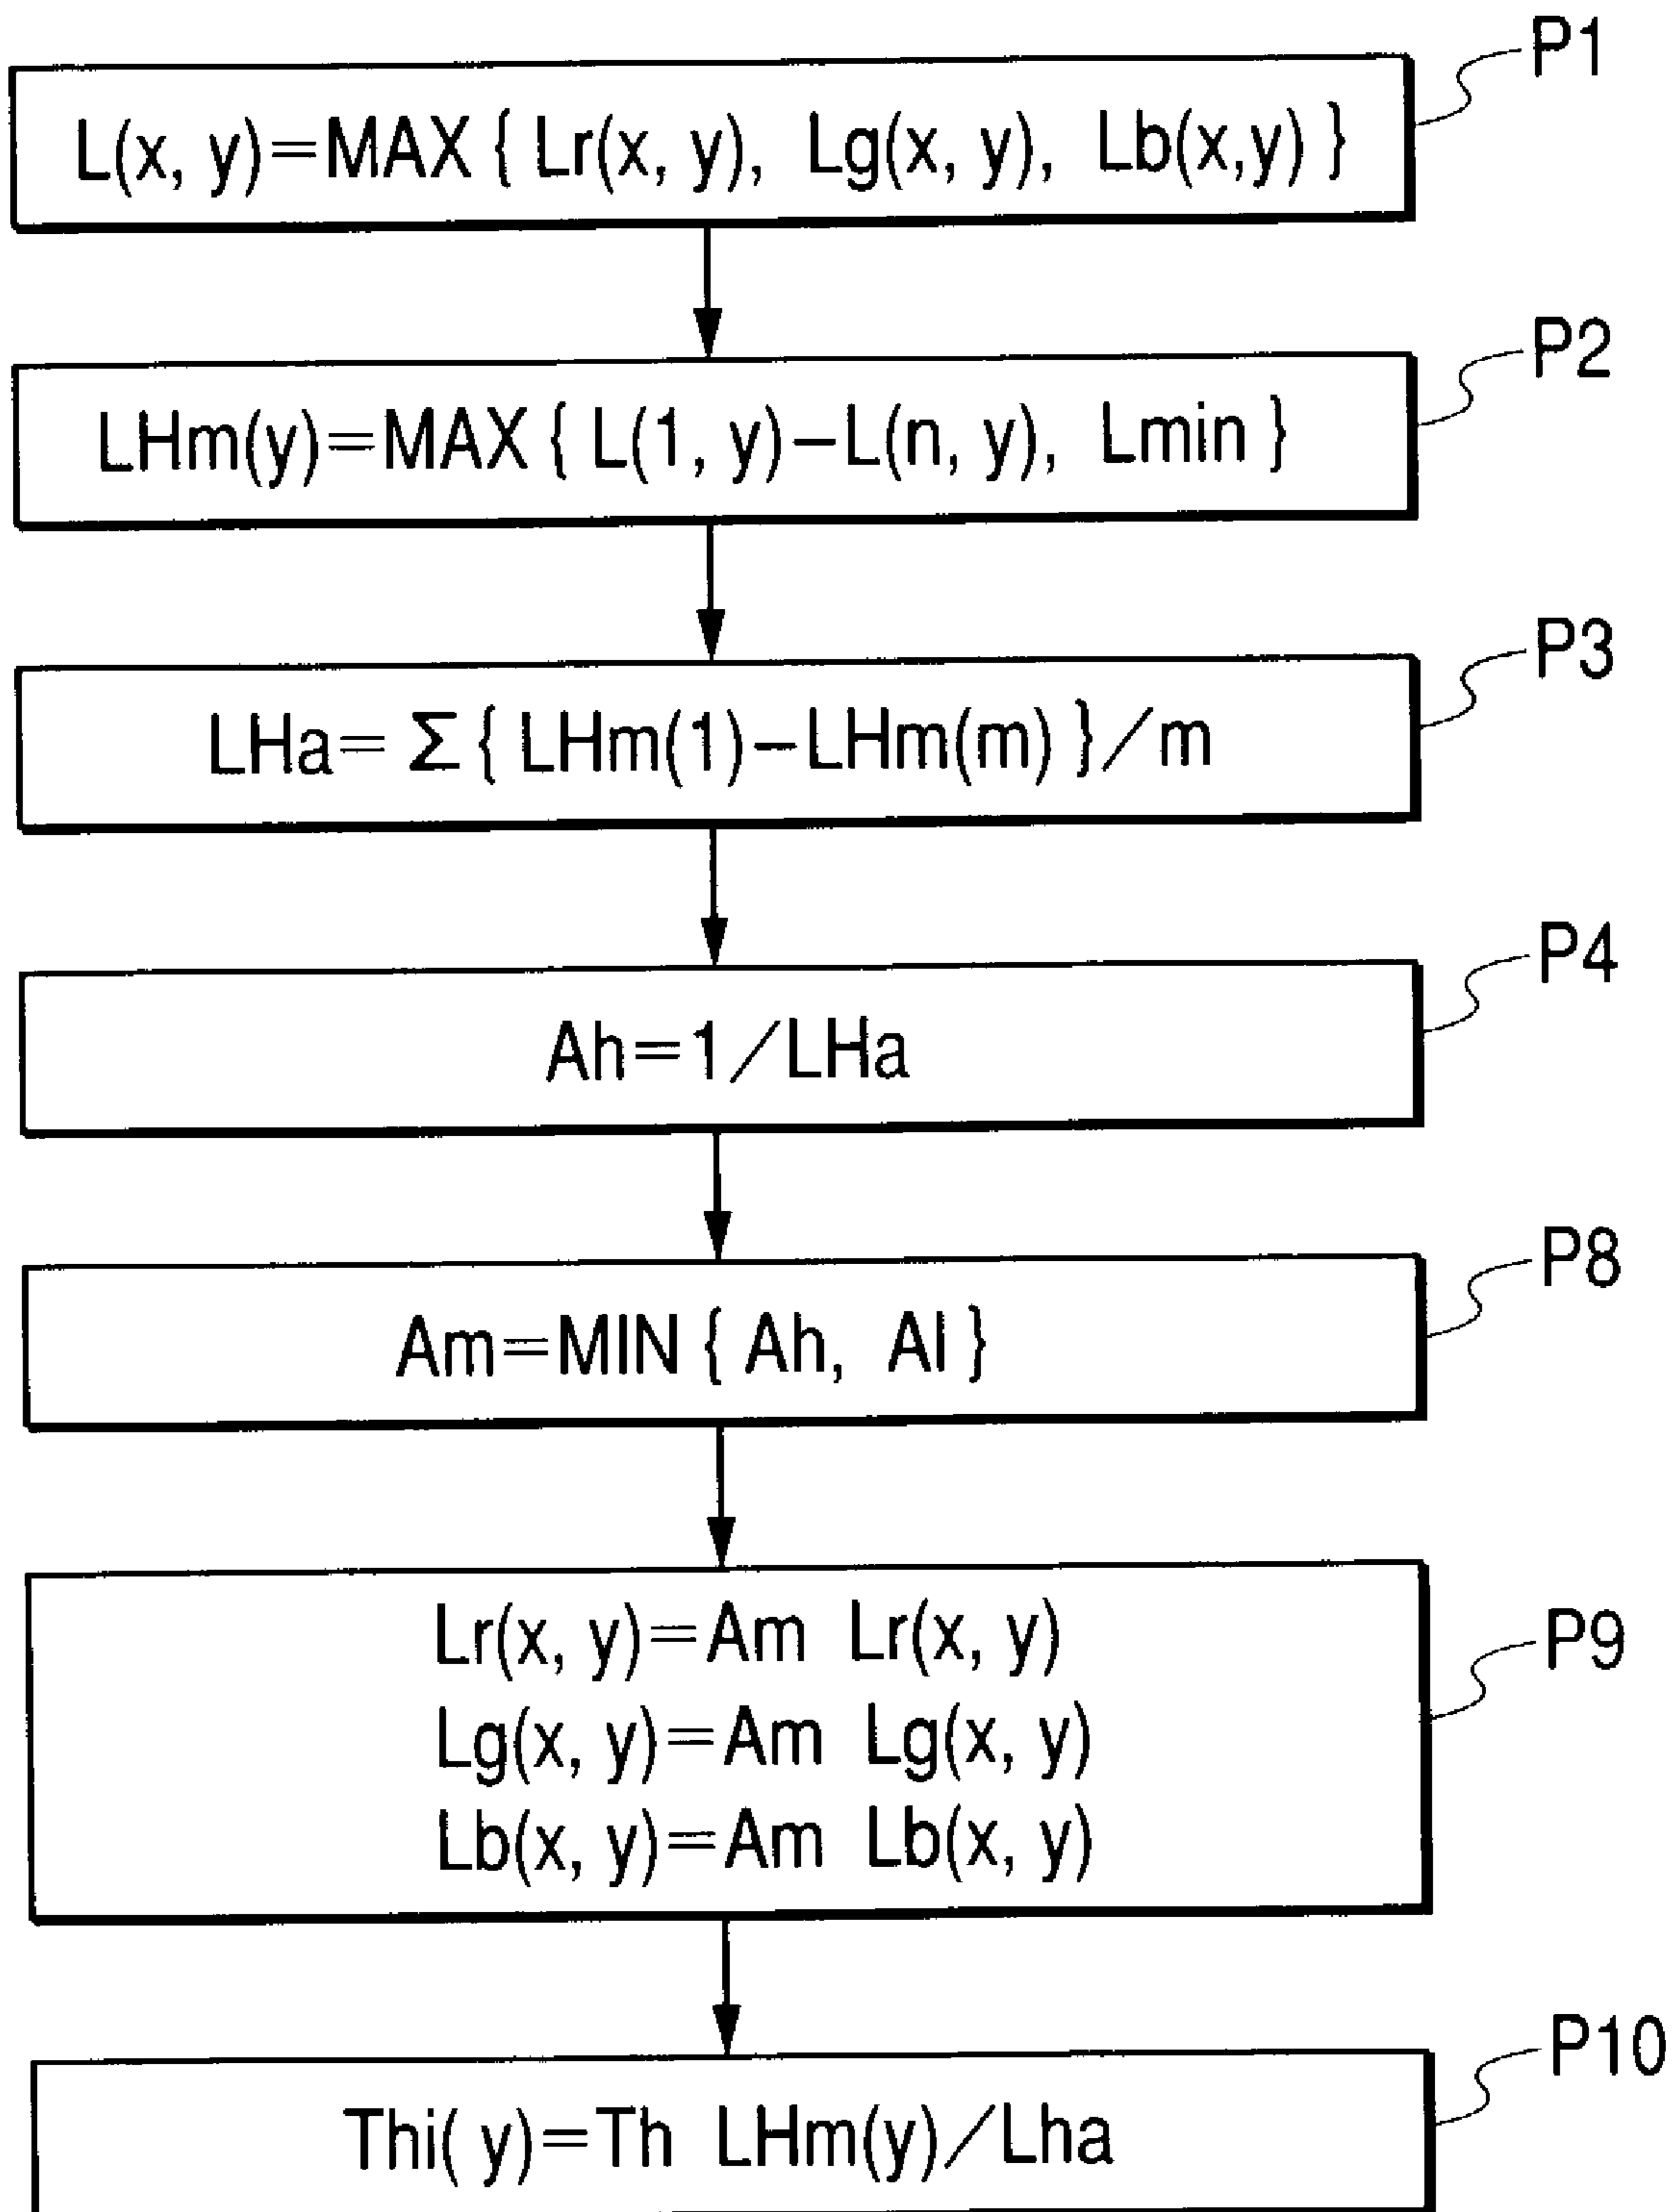 P1
L(x, y)=MAX { Lr(x, y), Lg(x, y), Lb(x,y) }
P2
LHm(y)=MAX { L(1, y)−L(n, y), Lmin }
P3
LHa= Σ { LHm(1)−LHm(m) }/m
P4
Ah=1/LHa
P8
Am=MIN { Ah, Al }
P9
Lr(x, y)=Am Lr(x, y)
Lg(x, y)=Am Lg(x, y)
Lb(x, y)=Am Lb(x, y)
P10
Thi( y)=Th LHm(y)/Lha